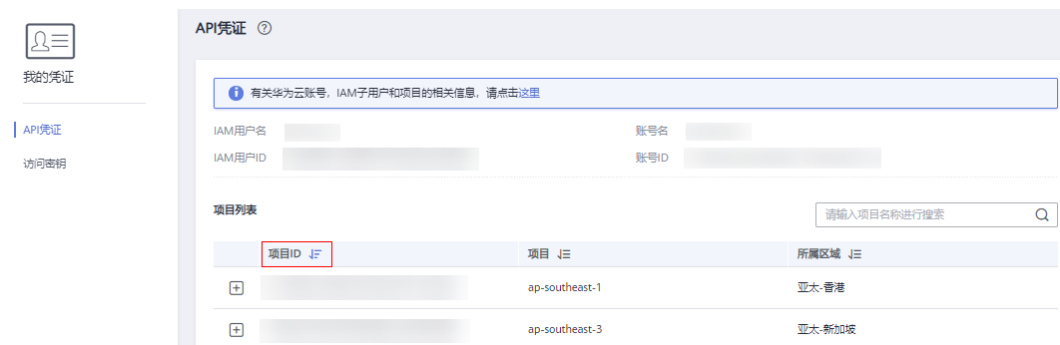 API凭证
我的凭证
有关华为云账号，IAM子用户和项目的相关信息，请点击这里
API凭证
访问密钥
IAM用户名
账号名
IAM用户ID
账号ID
项目列表
请输入项目名称进行搜索
项目ID 项目 所属区域
ap-southeast-1 亚太-香港
ap-southeast-3 亚太-新加坡